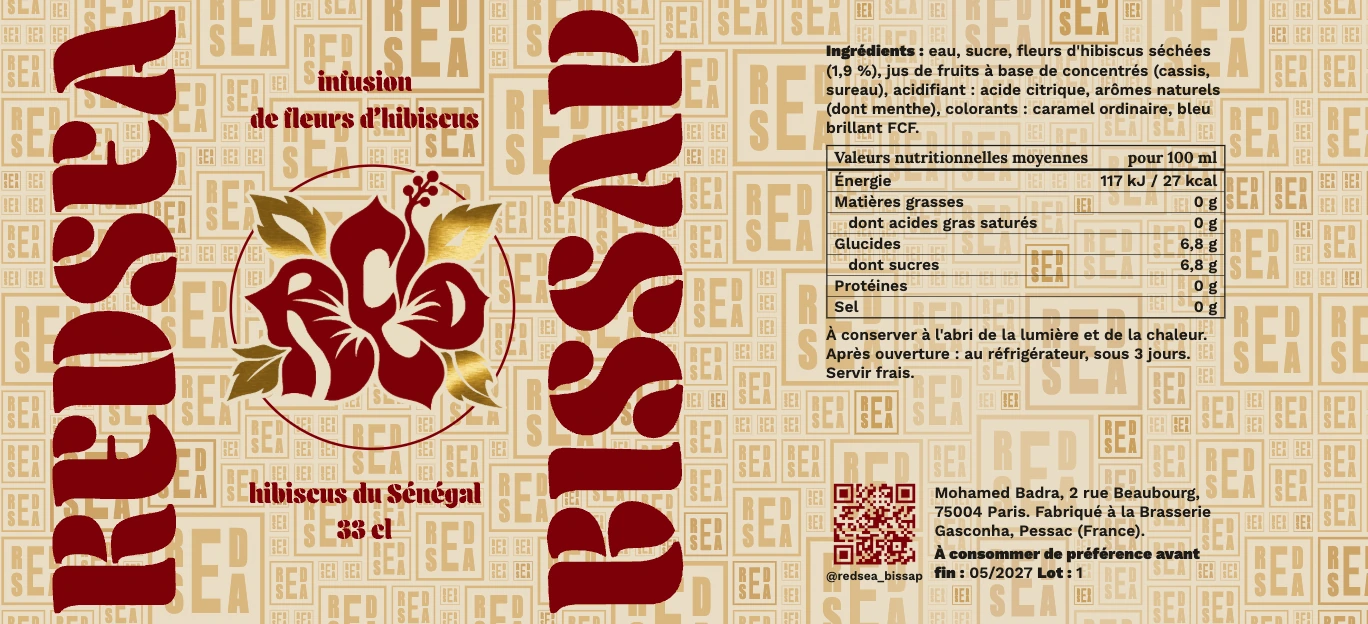 RED SEA
infusion
de fleurs d'hibiscus
RCD
hibiscus du Sénégal
33 cl
BISSAP
Ingrédients : eau, sucre, fleurs d'hibiscus séchées
(1,9 %), jus de fruits à base de concentrés (cassis,
sureau), acidifiant : acide citrique, arômes naturels
(dont menthe), colorants : caramel ordinaire, bleu
brillant FCF.
Valeurs nutritionnelles moyennes pour 100 ml
Énergie 117 kJ / 27 kcal
Matières grasses 0 g
dont acides gras saturés 0 g
Glucides 6,8 g
dont sucres 6,8 g
Protéines 0 g
Sel 0 g
À conserver à l'abri de la lumière et de la chaleur.
Après ouverture : au réfrigérateur, sous 3 jours.
Servir frais.
@redsea_bissap
Mohamed Badra, 2 rue Beaubourg,
75004 Paris. Fabriqué à la Brasserie
Gasconha, Pessac (France).
À consommer de préférence avant
fin : 05/2027 Lot : 1